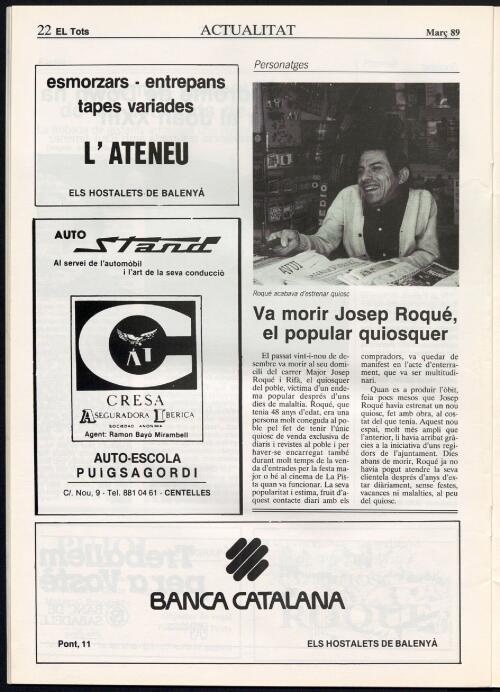 22 EL Tots
ACTUALITAT
Març 89
esmorzars - entrepans
tapes variades
L'ATENEU
ELS HOSTALETS DE BALENYÁ
AUTO
Stand
Al servei de l'automóbil
i l'art de la seva conducció
CRESA
ASEGURADORA IBERICA
SOCIEDAD ANONIMA
Agent: Ramon Bayò Mirambell
AUTO-ESCOLA
PUIGSAGORDI
C/. Nou, 9 - Tel. 881 04 61 - CENTELLES
Personatges
AVUI
Roqué acabava d'estrenar quiosc
Va morir Josep Roqué,
el popular quiosquer
El passat vint-i-nou de de-
sembre va morir al seu domi-
cili del carrer Major Josep
Roqué i Rifà, el quiosquer
del poble, víctima d'un ende-
ma popular després d'uns
dies de malaltia. Roqué, que
tenia 48 anys d'edat, era una
persona molt coneguda al po-
ble pel fet de tenir l'únic
quiosc de venda exclusiva de
diaris i revistes al poble i per
haver-se encarregat també
durant molt temps de la ven-
da d'entrades per la festa ma-
jor o bé al cinema de La Pis-
ta quan va funcionar. La seva
popularitat i estima, fruit d'a-
quest contacte diari amb els
compradors, va quedar de
manifest en l'acte d'enterra-
ment, que va ser multitudi-
nari.
Quan es a produir l'òbit,
feia pocs mesos que Josep
Roqué havia estrenat un nou
quiosc, fet amb obra, al cos-
tat del que tenia. Aquest nou
espai, molt més ampli que
l'anterior, li havia arribat grà-
cies a la iniciativa d'uns regi-
dors de l'ajuntament. Dies
abans de morir, Roqué ja no
havia pogut atendre la seva
clientela després d'anys d'es-
tar diàriament, sense festes,
vacances ni malalties, al peu
del quiosc.
BANCA CATALANA
Pont, 11
ELS HOSTALETS DE BALENYÀ